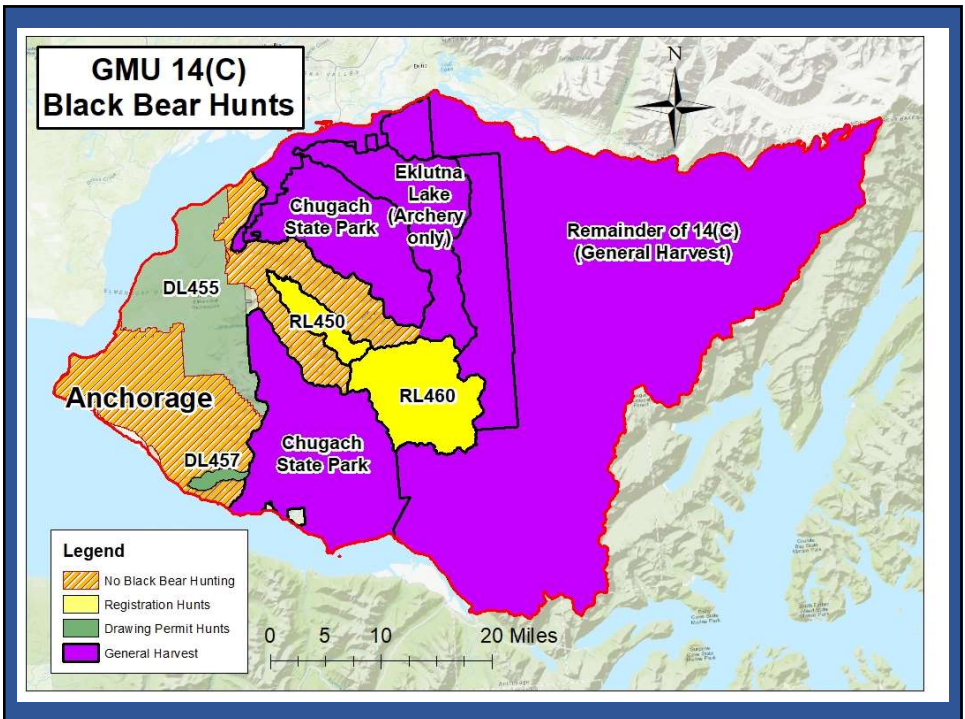 GMU 14(C)
Black Bear Hunts
N
Eklutna
Lake
(Archery
only)
Chugach
State Park
Remainder of 14(C)
(General Harvest)
DL455
RL450
RL460
Anchorage
Chugach
State Park
DL457
Legend
No Black Bear Hunting
Registration Hunts
Drawing Permit Hunts
General Harvest
0 5 10 20 Miles